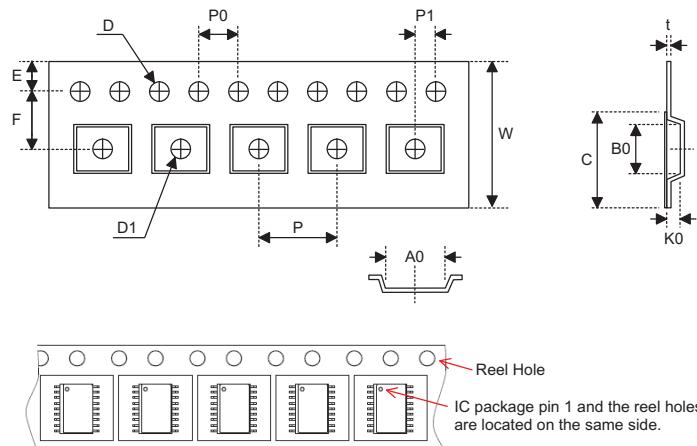 D
P0
P1
t
E
F
W
C
B0
D1
P
K0
A0
Reel Hole
IC package pin 1 and the reel holes
are located on the same side.